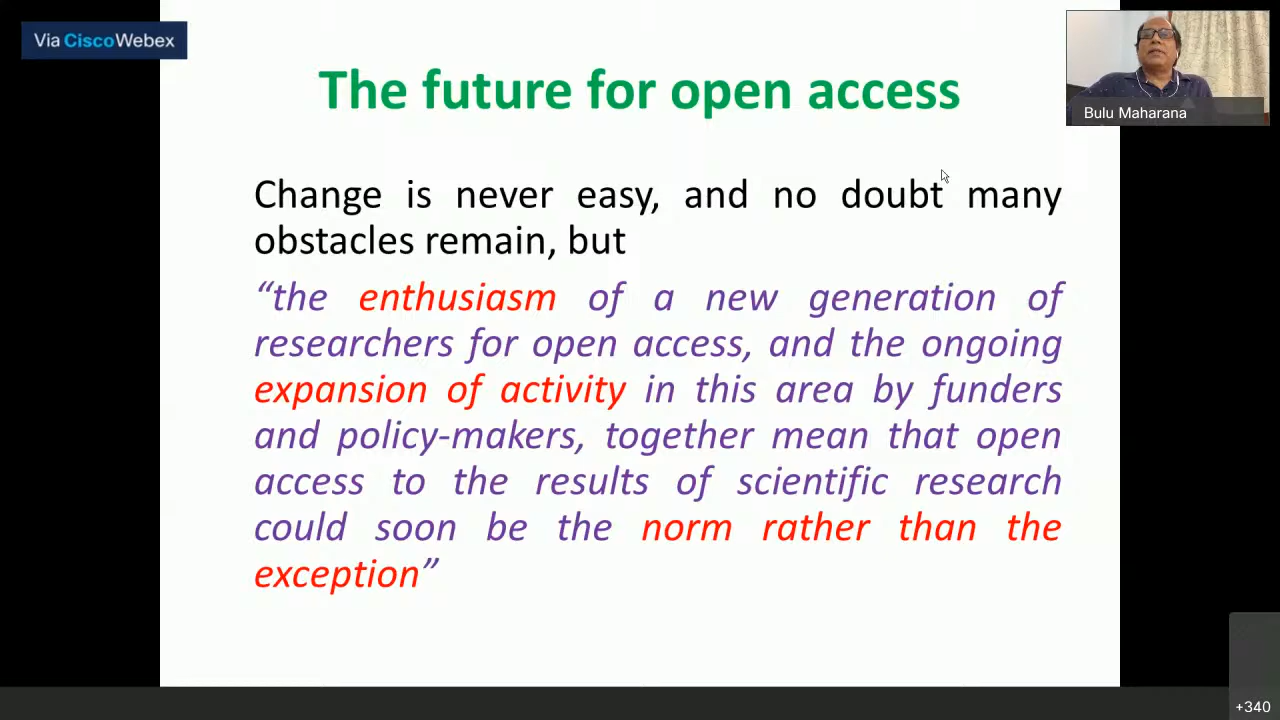 Via CiscoWebex
Bulu Maharana
The future for open access
Change is never easy, and no doubt many
obstacles remain, but
“the enthusiasm of a new generation of
researchers for open access, and the ongoing
expansion of activity in this area by funders
and policy-makers, together mean that open
access to the results of scientific research
could soon be the norm rather than the
exception”
+340